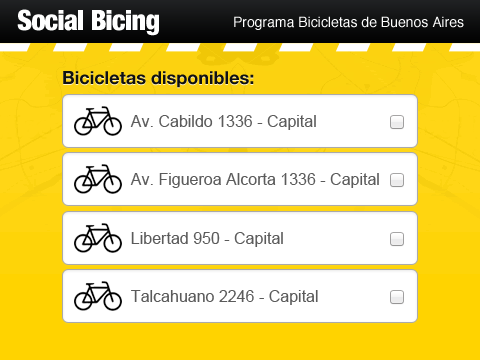 Social Bicing
Programa Bicicletas de Buenos Aires
Bicicletas disponibles:
Av. Cabildo 1336 - Capital
Av. Figueroa Alcorta 1336 - Capital
Libertad 950 - Capital
Talcahuano 2246 - Capital